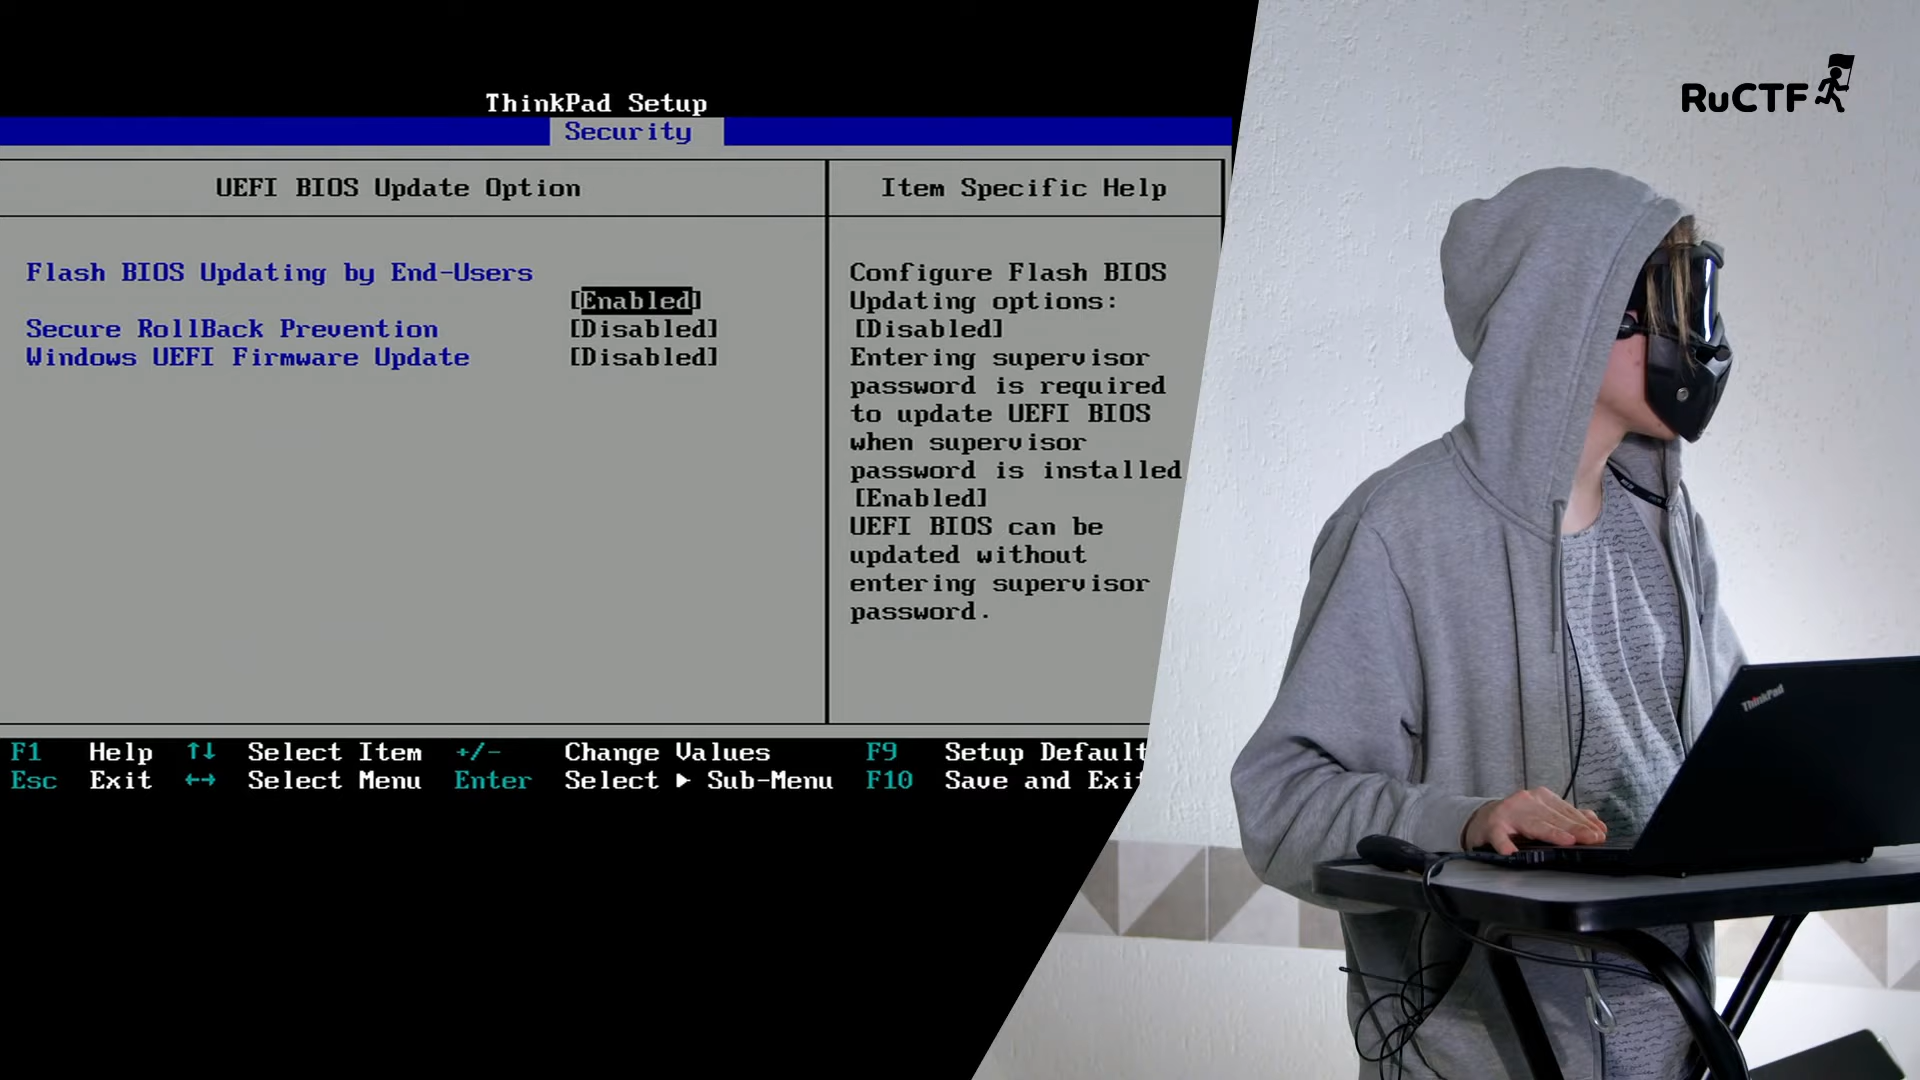 ThinkPad Setup
Security
UEFI BIOS Update Option
Flash BIOS Updating by End-Users
[Enabled]
Secure RollBack Prevention [Disabled]
Windows UEFI Firmware Update [Disabled]
Item Specific Help
Configure Flash BIOS
Updating options:
[Disabled]
Entering supervisor
password is required
to update UEFI BIOS
when supervisor
password is installed
[Enabled]
UEFI BIOS can be
updated without
entering supervisor
password.
F1 Help ↑↓ Select Item +/- Change Values F9 Setup Default
Esc Exit ←→ Select Menu Enter Select ▶ Sub-Menu F10 Save and Exit
RuCTF
ThinkPad